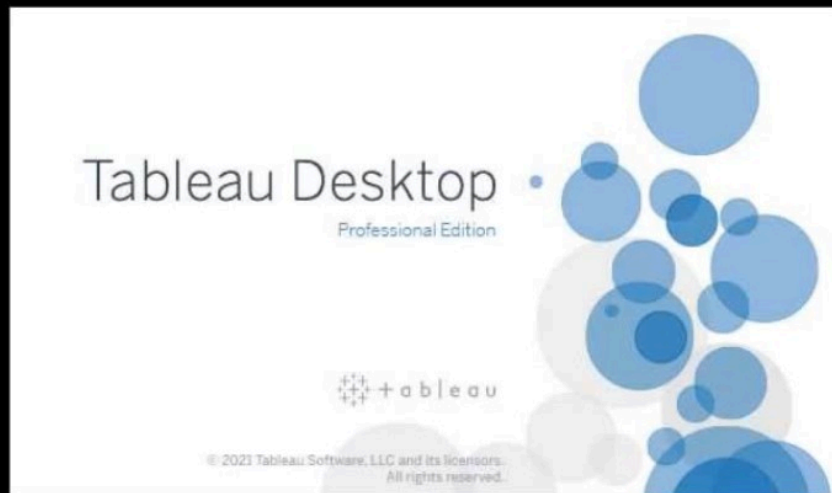 Tableau Desktop
Professional Edition
+ableau
© 2021 Tableau Software, LLC and its licensors.
All rights reserved.